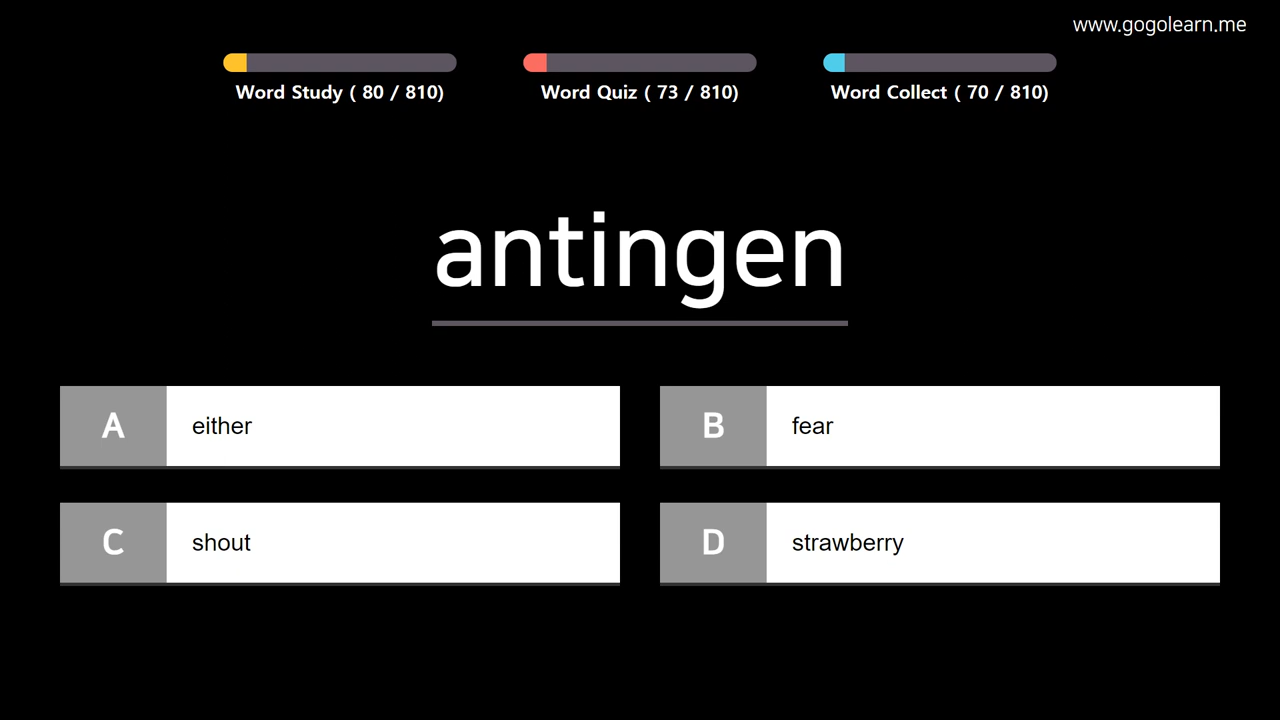 www.gogolearn.me
Word Study ( 80 / 810)
Word Quiz ( 73 / 810)
Word Collect ( 70 / 810)
antingen
A either
B fear
C shout
D strawberry